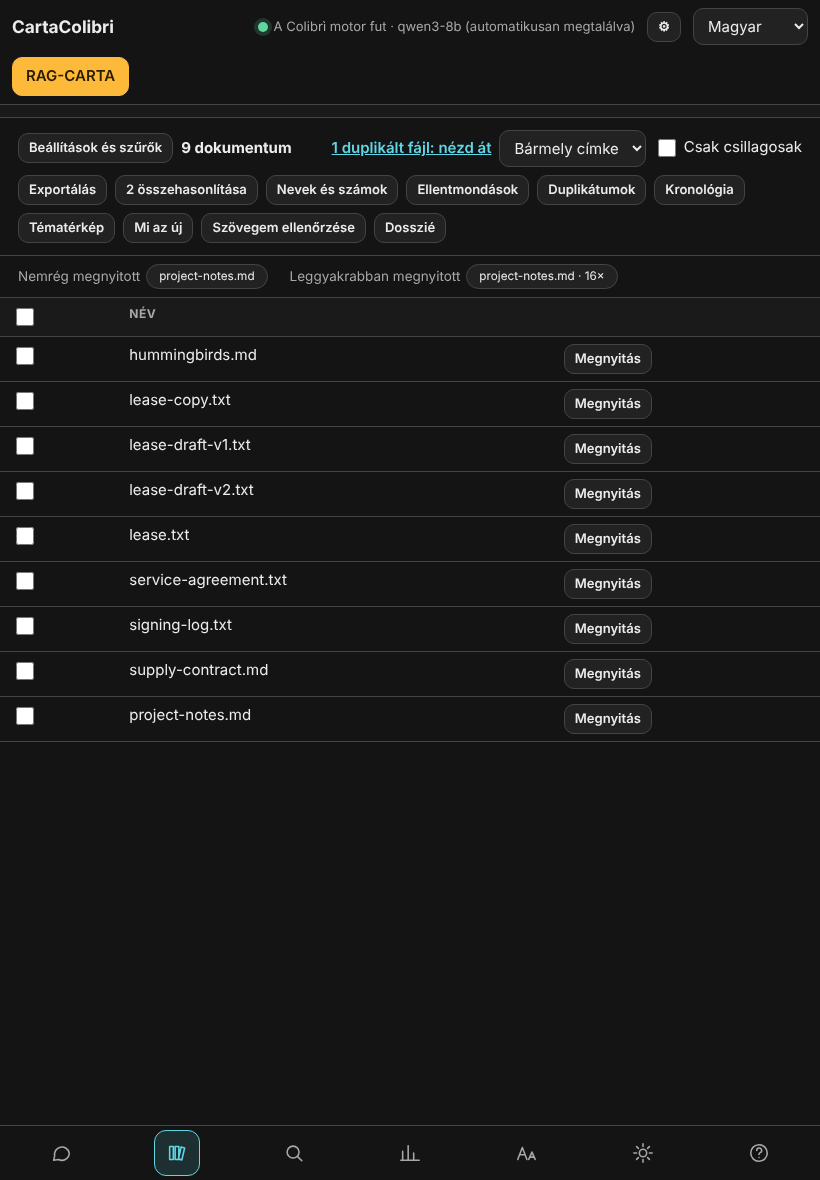 CartaColibri
A Colibrì motor fut · qwen3-8b (automatikusan megtalálva)
Magyar
RAG-CARTA
Beállítások és szűrők
9 dokumentum
1 duplikált fájl: nézd át
Bármely címke
Csak csillagosak
Exportálás
2 összehasonlítása
Nevek és számok
Ellentmondások
Duplikátumok
Kronológia
Tématérkép
Mi az új
Szövegem ellenőrzése
Dosszié
Nemrég megnyitott
project-notes.md
Leggyakrabban megnyitott
project-notes.md · 16×
NÉV
hummingbirds.md Megnyitás
lease-copy.txt Megnyitás
lease-draft-v1.txt Megnyitás
lease-draft-v2.txt Megnyitás
lease.txt Megnyitás
service-agreement.txt Megnyitás
signing-log.txt Megnyitás
supply-contract.md Megnyitás
project-notes.md Megnyitás
AA